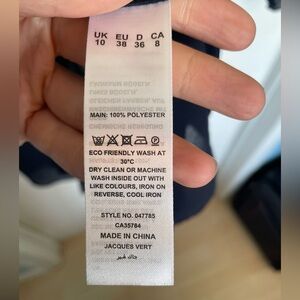 UK EU D CA
10 38 36 8
MAIN: 100% POLYESTER
ECO FRIENDLY WASH AT
30°C
DRY CLEAN OR MACHINE
WASH INSIDE OUT WITH
LIKE COLOURS, IRON ON
REVERSE, COOL IRON
STYLE NO. 047785
CA35784
MADE IN CHINA
JACQUES VERT
جاك فير